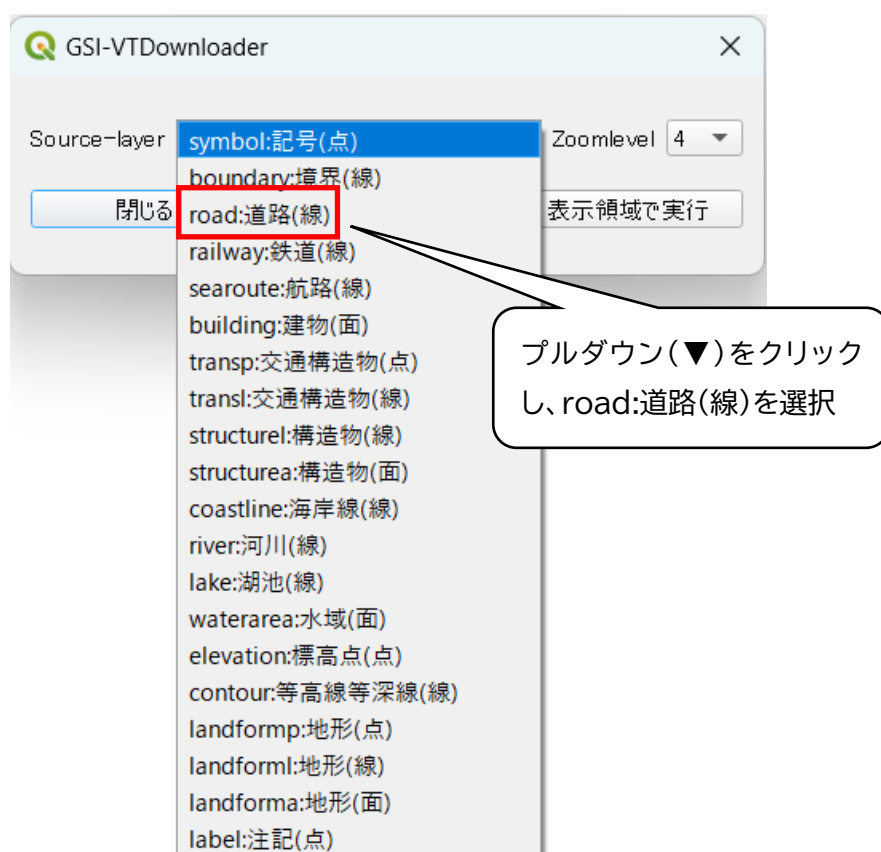 GSI-VTDownloader
Source-layer
symbol:記号(点)
Zoomlevel 4
boundary:境界(線)
閉じる
road:道路(線)
表示領域で実行
railway:鉄道(線)
searoute:航路(線)
building:建物(面)
transp:交通構造物(点)
transl:交通構造物(線)
structurel:構造物(線)
structurea:構造物(面)
coastline:海岸線(線)
river:河川(線)
lake:湖池(線)
waterarea:水域(面)
elevation:標高点(点)
contour:等高線等深線(線)
landformp:地形(点)
landforml:地形(線)
landforma:地形(面)
label:注記(点)
プルダウン(▼)をクリック
し、road:道路(線)を選択